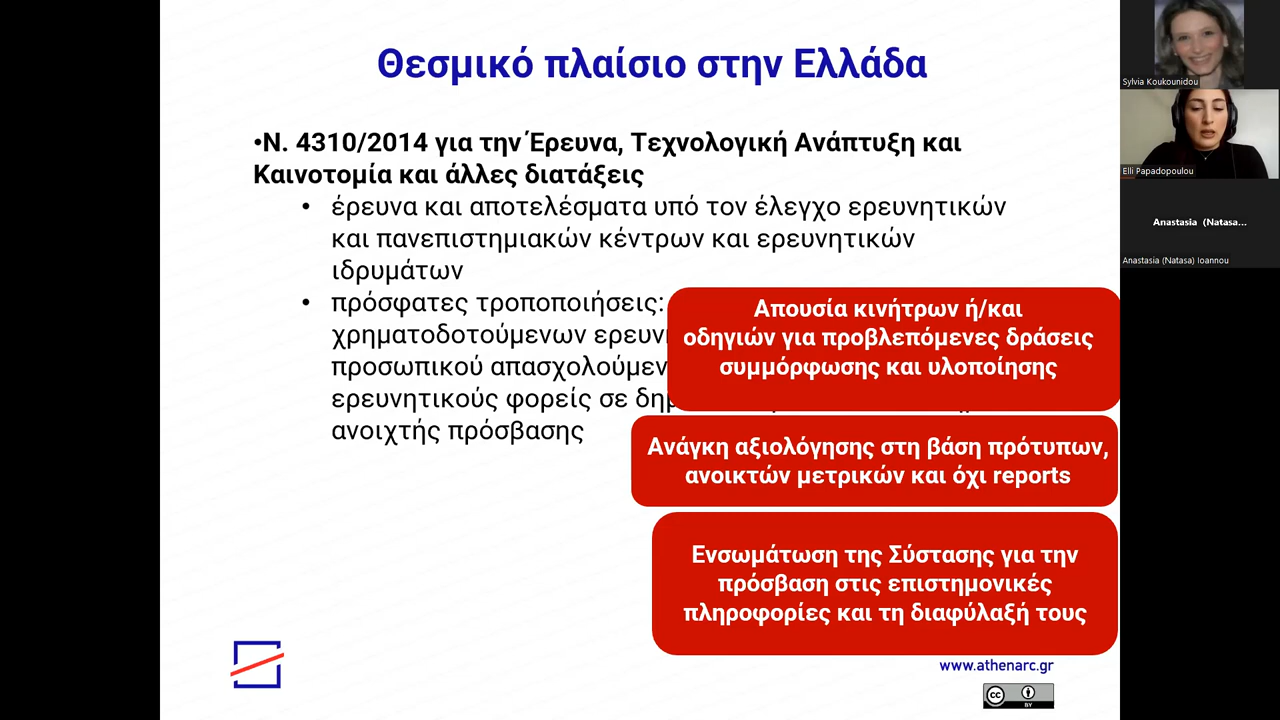 Θεσμικό πλαίσιο στην Ελλάδα
•Ν. 4310/2014 για την Έρευνα, Τεχνολογική Ανάπτυξη και
Καινοτομία και άλλες διατάξεις
• έρευνα και αποτελέσματα υπό τον έλεγχο ερευνητικών
και πανεπιστημιακών κέντρων και ερευνητικών
ιδρυμάτων
• πρόσφατες τροποποιήσεις:
χρηματοδοτούμενων
προσωπικού
ερευνητικούς φορείς σε
ανοιχτής πρόσβασης
Απουσία κινήτρων ή/και
οδηγιών για προβλεπόμενες δράσεις
συμμόρφωσης και υλοποίησης
Ανάγκη αξιολόγησης στη βάση πρότυπων,
ανοικτών μετρικών και όχι reports
Ενσωμάτωση της Σύστασης για την
πρόσβαση στις επιστημονικές
πληροφορίες και τη διαφύλαξή τους
www.athenarc.gr
cc
BY
Sylvia Koukounidou
Elli Papadopoulou
Anastasia (Natasa...
Anastasia (Natasa) Ioannou